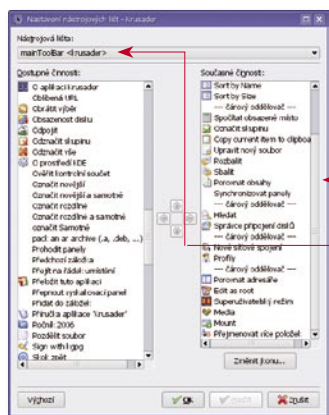 Nastavení nástrojových lišt - Krusader
Nástrojová lišta:
mainToolBar <krusader>
Dostupné činnosti:
O aplikaci Krusader
Oblíbená URL
Obrátit výběr
Obsazenost disku
Odpojit
Odznačit skupinu
Odznačit vše
O prostředí KDE
Ověřit kontrolní součet
Označit novější
Označit novější a samotné
Označit rozdílné
Označit rozdílné a samotné
označit Samotné
pack an ar archive (.a, .deb, ...)
Prohodit panely
Předchozí záložka
Přejít na řádek umístění
Přeložit tuto aplikaci
Přepnout vyskakovací panel
Přidat do záložek
Příručka aplikace 'Krusader'
Ročník 2006
Rozdělit soubor
Sign with kgpg
Skok zpět
Současné činnosti:
Sort by Name
Sort by Size
--- čárový oddělovač ---
Spočítat obsazené místo
Označit skupinu
Copy current item to clipboa
Upravit nový soubor
Rozbalit
Sbalit
Porovnat obsahy
Synchronizovat panely
--- čárový oddělovač ---
Hledat
Správce připojení disků
--- čárový oddělovač ---
Nové síťové spojení
Profily
--- čárový oddělovač ---
Porovnat adresáře
Edit as root
Superuživatelský režim
Media
Mount
Přejmenovat více položek
Změnit ikonu...
Výchozí
OK
Zrušit